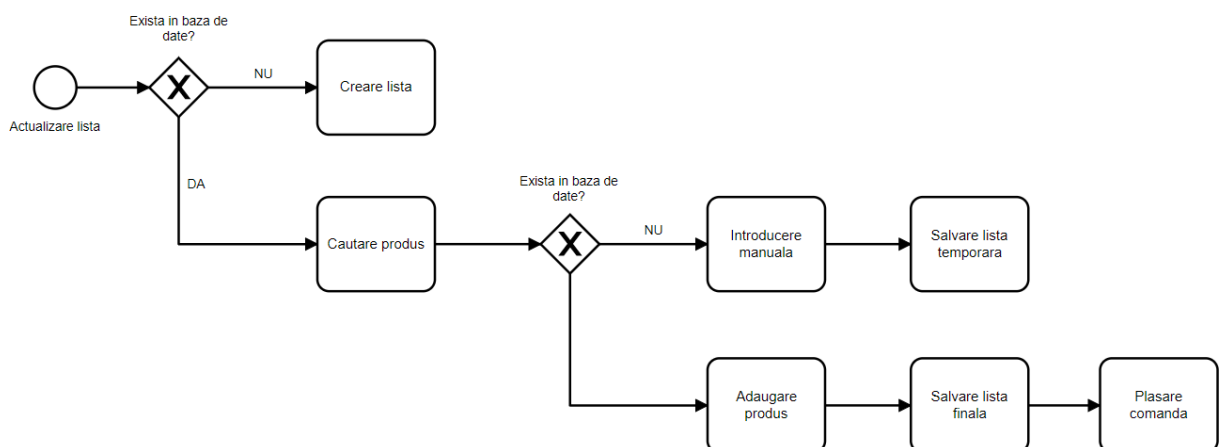 Exista in baza de
date?
NU
Creare lista
Actualizare lista
DA
Exista in baza de
date?
Cautare produs
NU
Introducere
manuala
Salvare lista
temporara
Adaugare
produs
Salvare lista
finala
Plasare
comanda